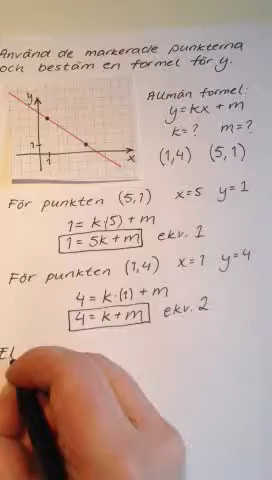 Använd de markerade punkterna
och bestäm en formel för y.
Allmän formel:
y = kx + m
k = ? m = ?
(1,4) (5,1)
y
1
1
x
För punkten (5,1) x = 5 y = 1
1 = k·(5) + m
1 = 5k + m ekv. 1
För punkten (1,4) x = 1 y = 4
4 = k·(1) + m
4 = k + m ekv. 2